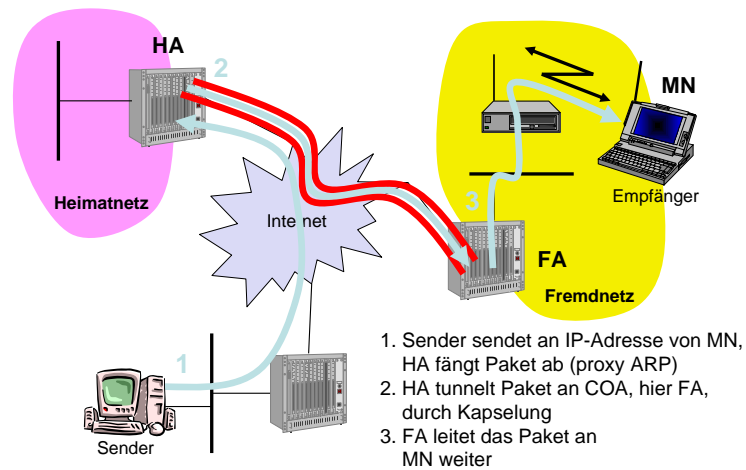 HA
2
MN
Heimatnetz
Internet
3
Empfänger
FA
Fremdnetz
1
Sender
1. Sender sendet an IP-Adresse von MN,
HA fängt Paket ab (proxy ARP)
2. HA tunnelt Paket an COA, hier FA,
durch Kapselung
3. FA leitet das Paket an
MN weiter